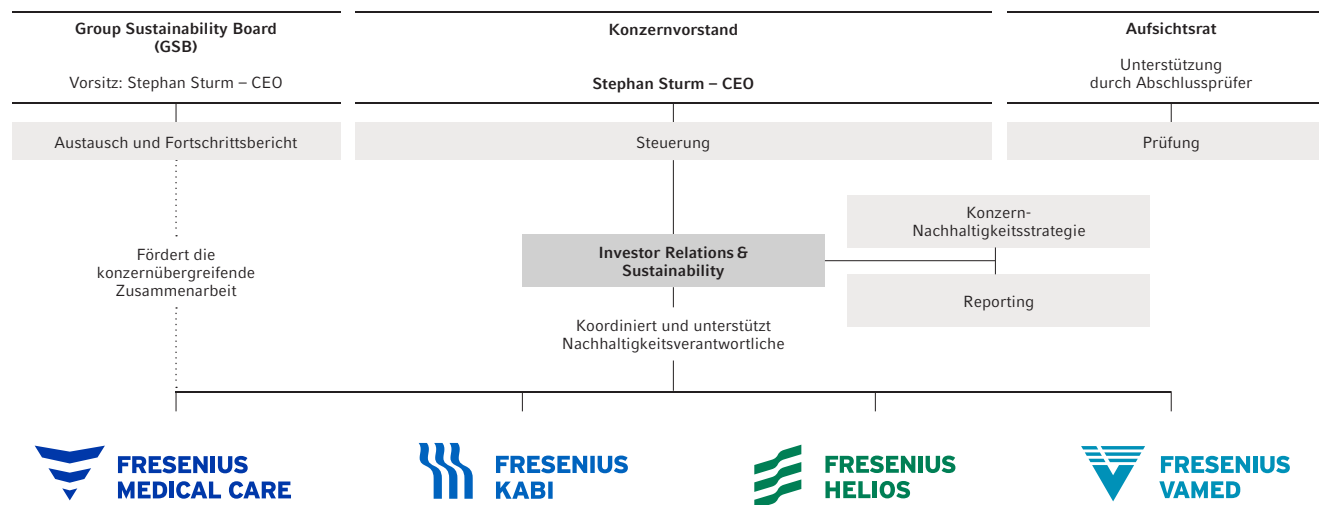 Group Sustainability Board
(GSB)
Vorsitz: Stephan Sturm – CEO
Konzernvorstand
Stephan Sturm – CEO
Aufsichtsrat
Unterstützung
durch Abschlussprüfer
Austausch und Fortschrittsbericht
Steuerung
Prüfung
Fördert die
konzernübergreifende
Zusammenarbeit
Investor Relations &
Sustainability
Konzern-
Nachhaltigkeitsstrategie
Reporting
Koordiniert und unterstützt
Nachhaltigkeitsverantwortliche
FRESENIUS
MEDICAL CARE
FRESENIUS
KABI
FRESENIUS
HELIOS
FRESENIUS
VAMED